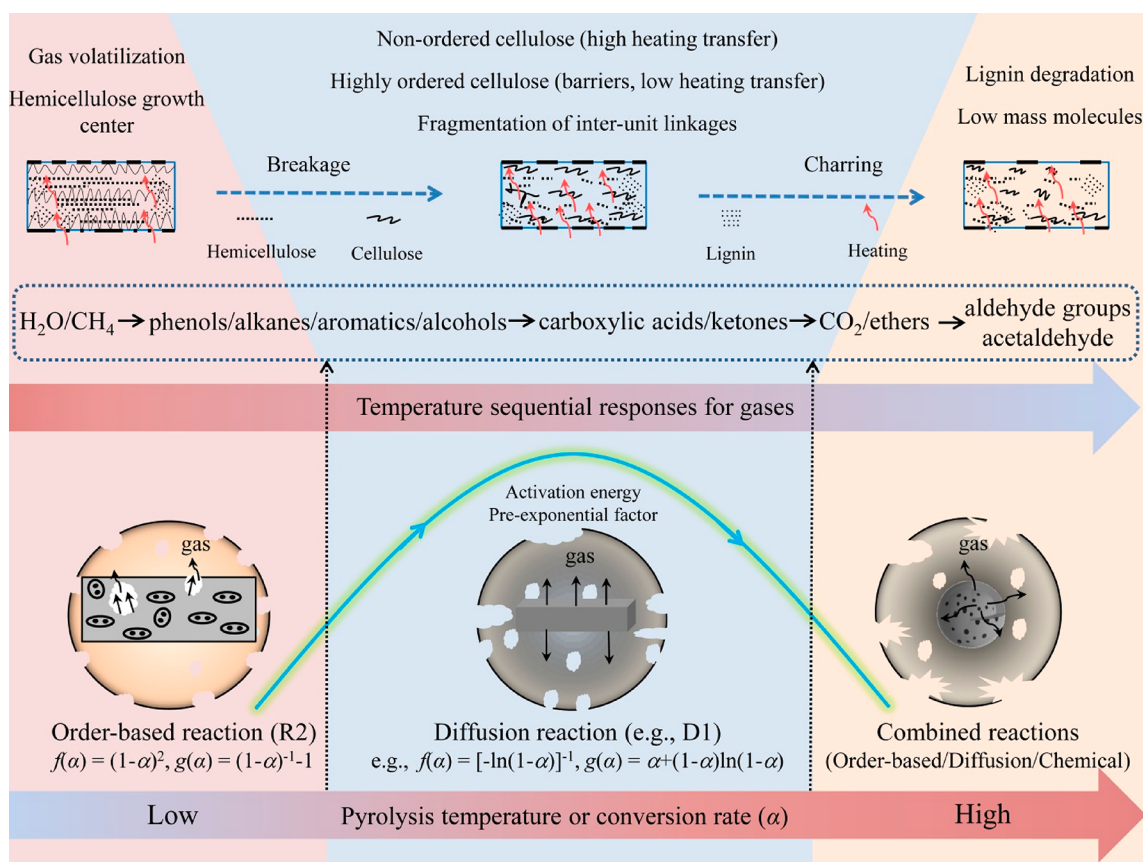 Gas volatilization
Hemicellulose growth
center
Non-ordered cellulose (high heating transfer)
Highly ordered cellulose (barriers, low heating transfer)
Fragmentation of inter-unit linkages
Lignin degradation
Low mass molecules
Breakage
Charring
Hemicellulose
Cellulose
Lignin
Heating
H₂O/CH₄→phenols/alkanes/aromatics/alcohols→carboxylic acids/ketones→CO₂/ethers→aldehyde groups
acetaldehyde
Temperature sequential responses for gases
Activation energy
Pre-exponential factor
gas
gas
gas
Order-based reaction (R2)
f(α) = (1-α)², g(α) = (1-α)⁻¹-1
Diffusion reaction (e.g., D1)
e.g., f(α) = [-ln(1-α)]⁻¹, g(α) = α+(1-α)ln(1-α)
Combined reactions
(Order-based/Diffusion/Chemical)
Low
Pyrolysis temperature or conversion rate (α)
High